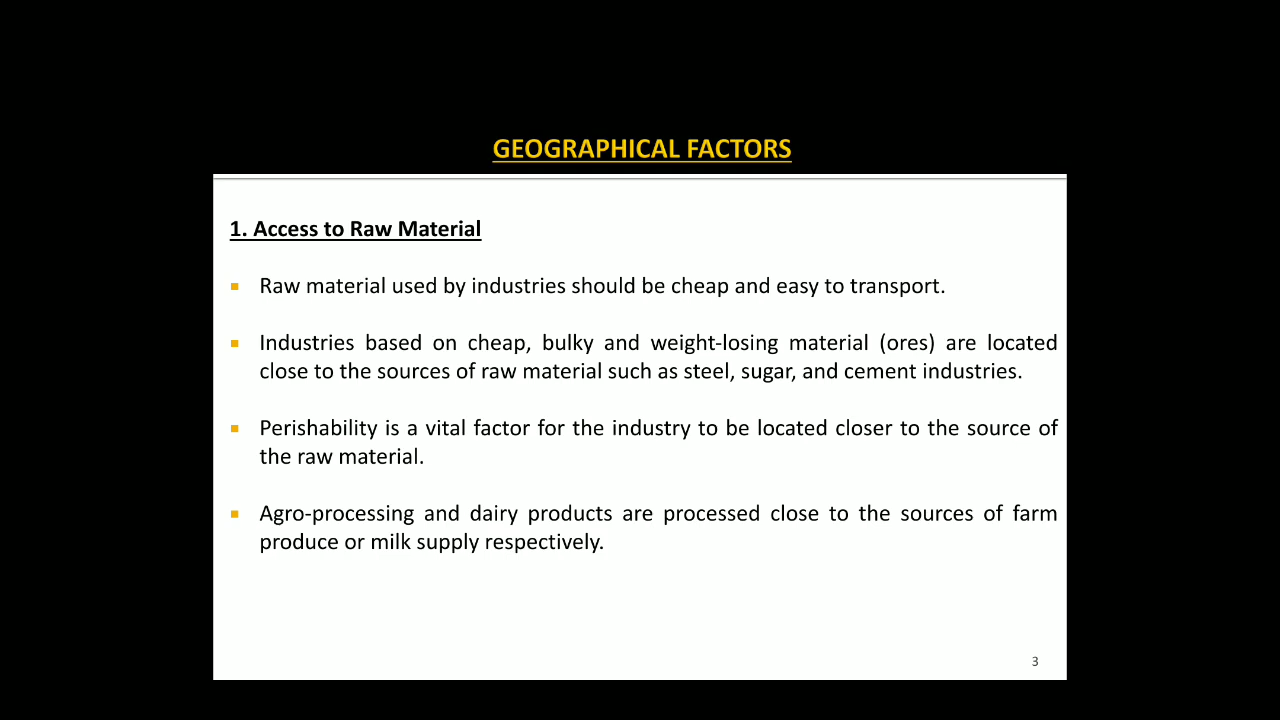 GEOGRAPHICAL FACTORS
1. Access to Raw Material
Raw material used by industries should be cheap and easy to transport.
Industries based on cheap, bulky and weight-losing material (ores) are located
close to the sources of raw material such as steel, sugar, and cement industries.
Perishability is a vital factor for the industry to be located closer to the source of
the raw material.
Agro-processing and dairy products are processed close to the sources of farm
produce or milk supply respectively.
3